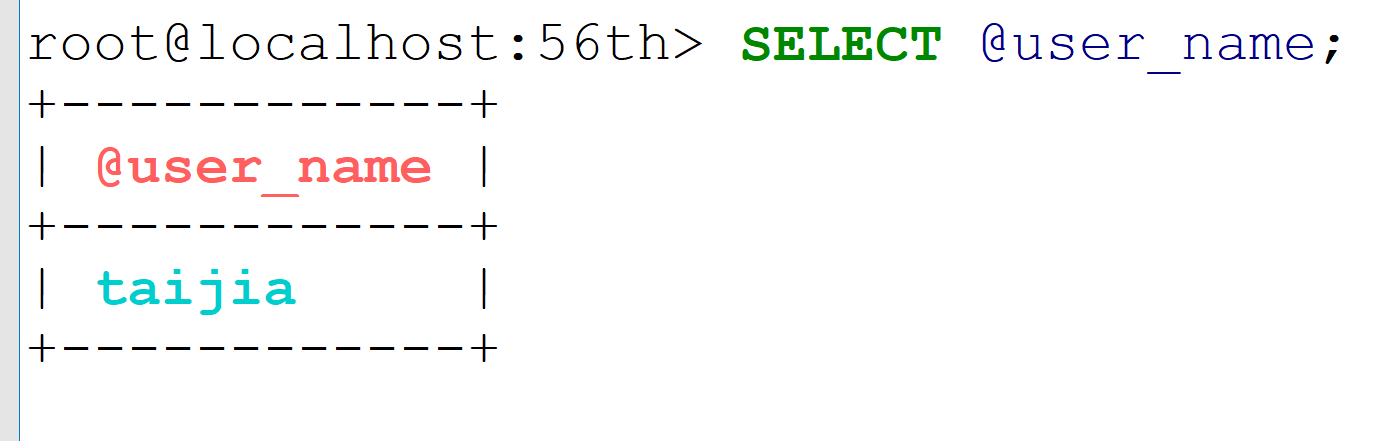 root@localhost:56th> SELECT @user_name;
+------------+
| @user_name |
+------------+
| taijia     |
+------------+